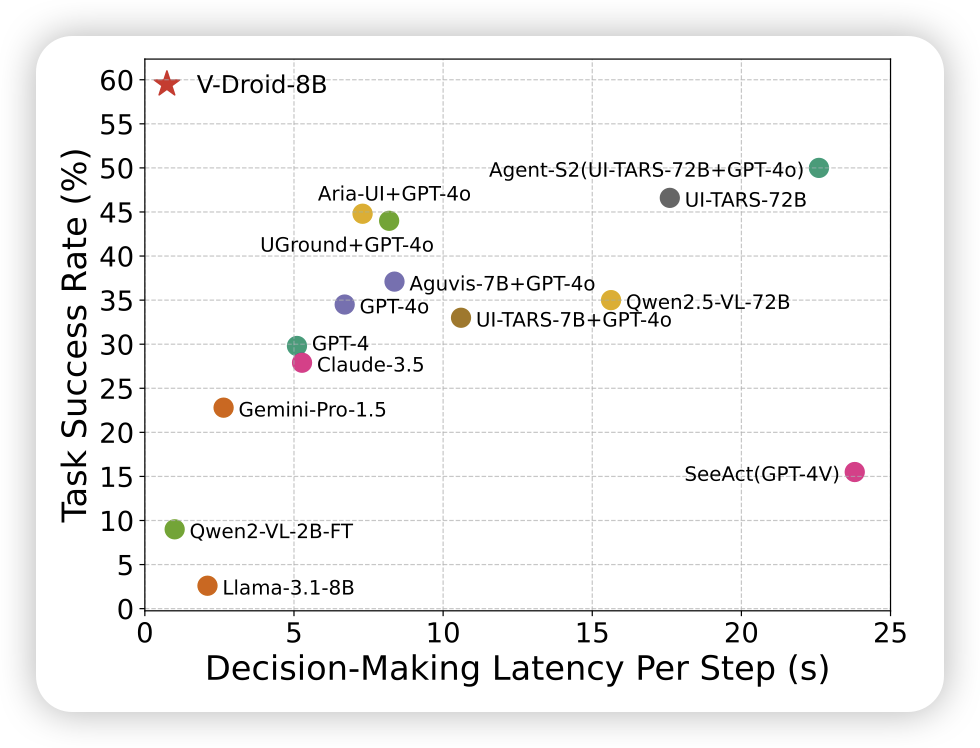 60
55
50
45
40
35
30
25
20
15
10
5
0
Task Success Rate (%)
V-Droid-8B
Agent-S2(UI-TARS-72B+GPT-4o)
Aria-UI+GPT-4o
UI-TARS-72B
UGround+GPT-4o
Aguvis-7B+GPT-4o
Qwen2.5-VL-72B
GPT-4o
UI-TARS-7B+GPT-4o
GPT-4
Claude-3.5
Gemini-Pro-1.5
SeeAct(GPT-4V)
Qwen2-VL-2B-FT
Llama-3.1-8B
0 5 10 15 20 25
Decision-Making Latency Per Step (s)